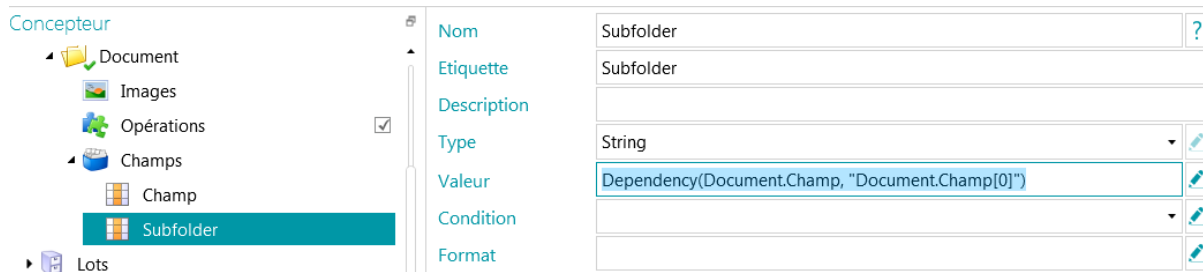 Concepteur
Document
Images
Opérations
Champs
Champ
Subfolder
Lots
Nom Subfolder ?
Etiquette Subfolder
Description
Type String
Valeur Dependency(Document.Champ, "Document.Champ[0]")
Condition
Format